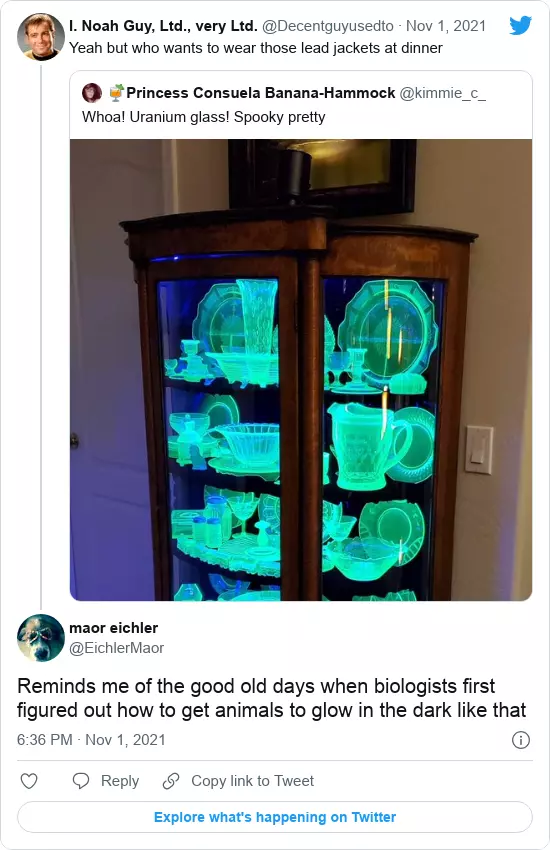 I. Noah Guy, Ltd., very Ltd. @Decentguyusedto · Nov 1, 2021
Yeah but who wants to wear those lead jackets at dinner
🍹Princess Consuela Banana-Hammock @kimmie_c_
Whoa! Uranium glass! Spooky pretty
maor eichler
@EichlerMaor
Reminds me of the good old days when biologists first
figured out how to get animals to glow in the dark like that
6:36 PM · Nov 1, 2021
Reply
Copy link to Tweet
Explore what's happening on Twitter